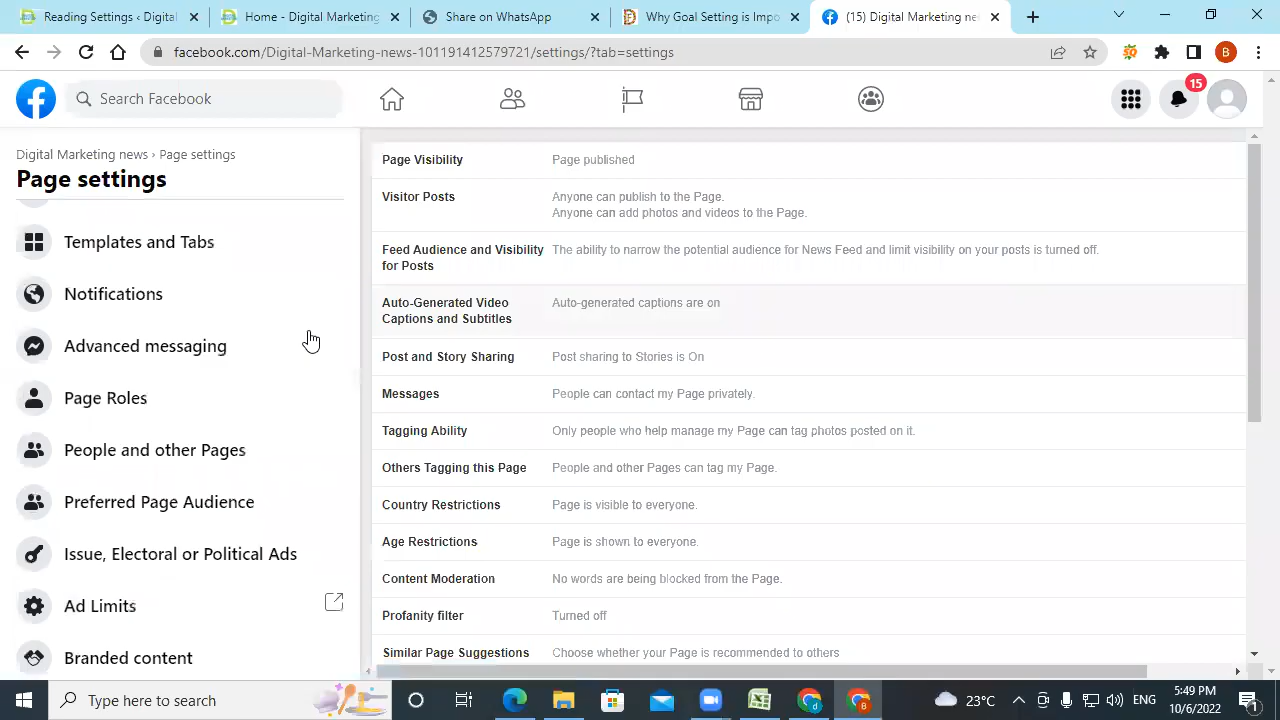 Reporting 7 news - Digital
Home - Digital Marketing
Share on WhatsApp
Why Goal Setting Is Impo
(15) Digital Marketing ne
facebook.com/Digital-Marketing-news-101191412579721/settings/?tab=settings
B
Search Facebook
15
Digital Marketing news › Page settings
Page settings
Templates and Tabs
Notifications
Advanced messaging
Page Roles
People and other Pages
Preferred Page Audience
Issue, Electoral or Political Ads
Ad Limits
Branded content
Page Visibility Page published
Visitor Posts Anyone can publish to the Page.
Anyone can add photos and videos to the Page.
Feed Audience and Visibility The ability to narrow the potential audience for News Feed and limit visibility on your posts is turned off.
for Posts
Auto-Generated Video Auto-generated captions are on
Captions and Subtitles
Post and Story Sharing Post sharing to Stories is On
Messages People can contact my Page privately.
Tagging Ability Only people who help manage my Page can tag photos posted on it.
Others Tagging this Page People and other Pages can tag my Page.
Country Restrictions Page is visible to everyone.
Age Restrictions Page is shown to everyone.
Content Moderation No words are being blocked from the Page.
Profanity filter Turned off
Similar Page Suggestions Choose whether your Page is recommended to others
Type here to search
23°C
ENG
5:49 PM
10/6/2022